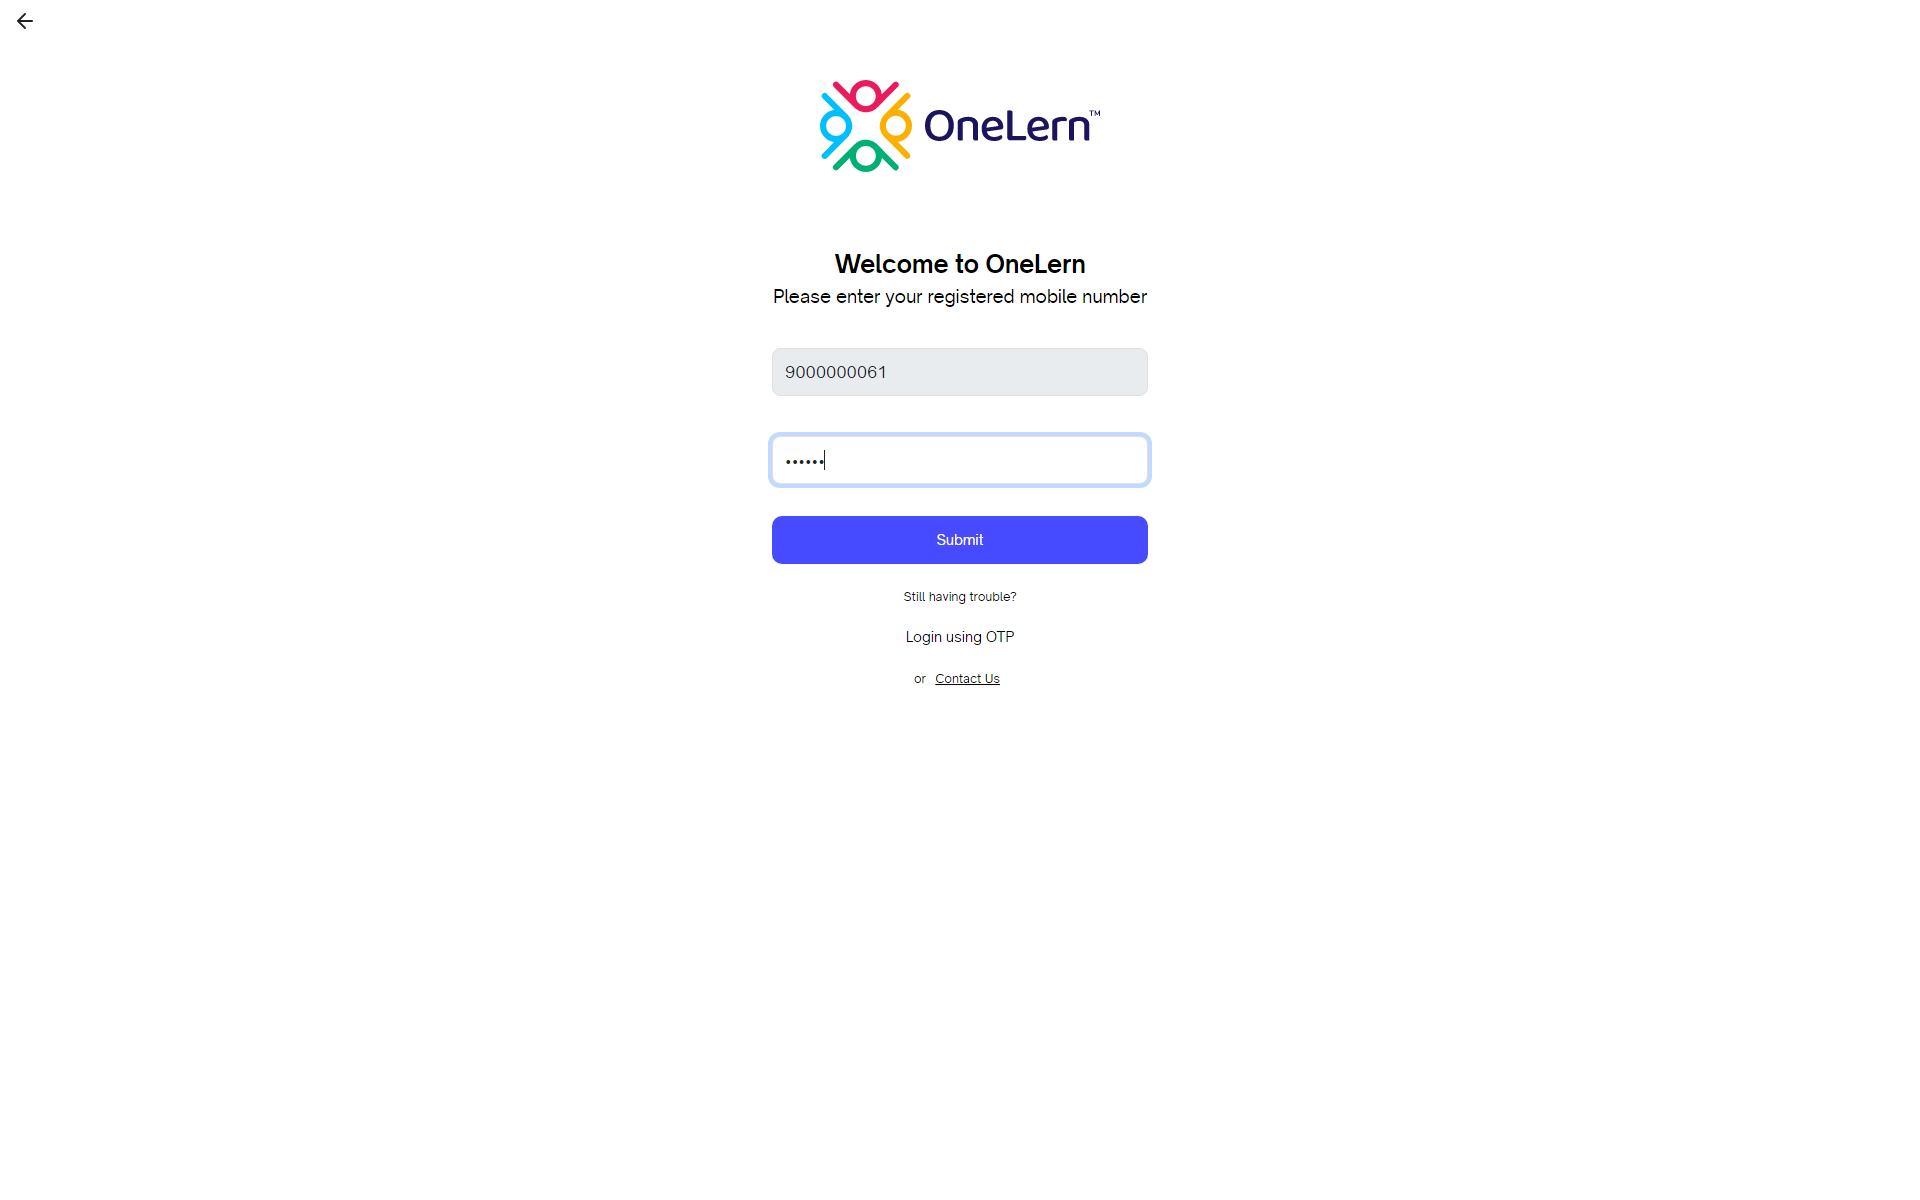 OneLern™
Welcome to OneLern
Please enter your registered mobile number
9000000061
••••••
Submit
Still having trouble?
Login using OTP
or Contact Us